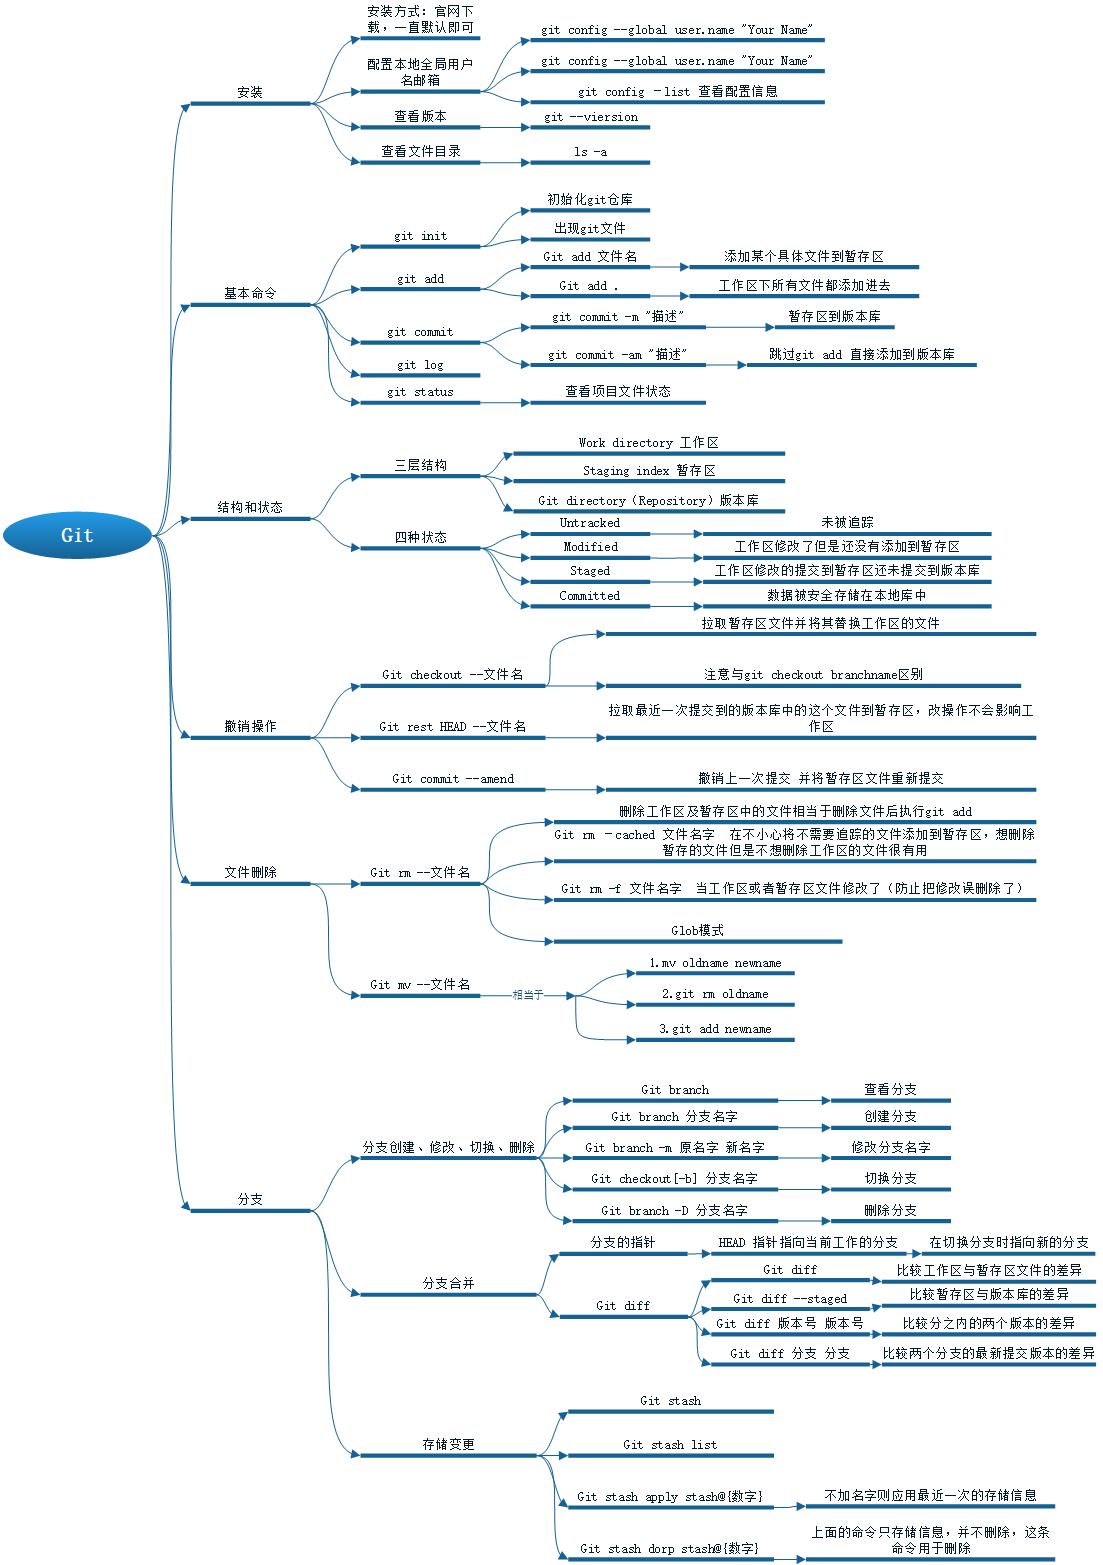 Git
安装
安装方式：官网下
载，一直默认即可
配置本地全局用户
名邮箱
git config --global user.name "Your Name"
git config --global user.name "Your Name"
git config －list 查看配置信息
查看版本
git --viersion
查看文件目录
ls -a
基本命令
git init
初始化git仓库
出现git文件
git add
Git add 文件名
添加某个具体文件到暂存区
Git add .
工作区下所有文件都添加进去
git commit
git commit -m "描述"
暂存区到版本库
git commit -am "描述"
跳过git add 直接添加到版本库
git log
git status
查看项目文件状态
结构和状态
三层结构
Work directory 工作区
Staging index 暂存区
Git directory（Repository）版本库
四种状态
Untracked
未被追踪
Modified
工作区修改了但是还没有添加到暂存区
Staged
工作区修改的提交到暂存区还未提交到版本库
Committed
数据被安全存储在本地库中
撤销操作
Git checkout --文件名
拉取暂存区文件并将其替换工作区的文件
注意与git checkout branchname区别
Git rest HEAD --文件名
拉取最近一次提交到的版本库中的这个文件到暂存区，改操作不会影响工
作区
Git commit --amend
撤销上一次提交 并将暂存区文件重新提交
文件删除
Git rm --文件名
删除工作区及暂存区中的文件相当于删除文件后执行git add
Git rm －cached 文件名字　在不小心将不需要追踪的文件添加到暂存区，想删除
暂存的文件但是不想删除工作区的文件很有用
Git rm -f 文件名字　当工作区或者暂存区文件修改了（防止把修改误删除了）
Glob模式
Git mv --文件名
相当于
1.mv oldname newname
2.git rm oldname
3.git add newname
分支
分支创建、修改、切换、删除
Git branch
查看分支
Git branch 分支名字
创建分支
Git branch -m 原名字 新名字
修改分支名字
Git checkout[-b] 分支名字
切换分支
Git branch -D 分支名字
删除分支
分支合并
分支的指针
HEAD 指针指向当前工作的分支
在切换分支时指向新的分支
Git diff
Git diff
比较工作区与暂存区文件的差异
Git diff --staged
比较暂存区与版本库的差异
Git diff 版本号 版本号
比较分之内的两个版本的差异
Git diff 分支 分支
比较两个分支的最新提交版本的差异
存储变更
Git stash
Git stash list
Git stash apply stash@{数字}
不加名字则应用最近一次的存储信息
Git stash dorp stash@{数字}
上面的命令只存储信息，并不删除，这条
命令用于删除